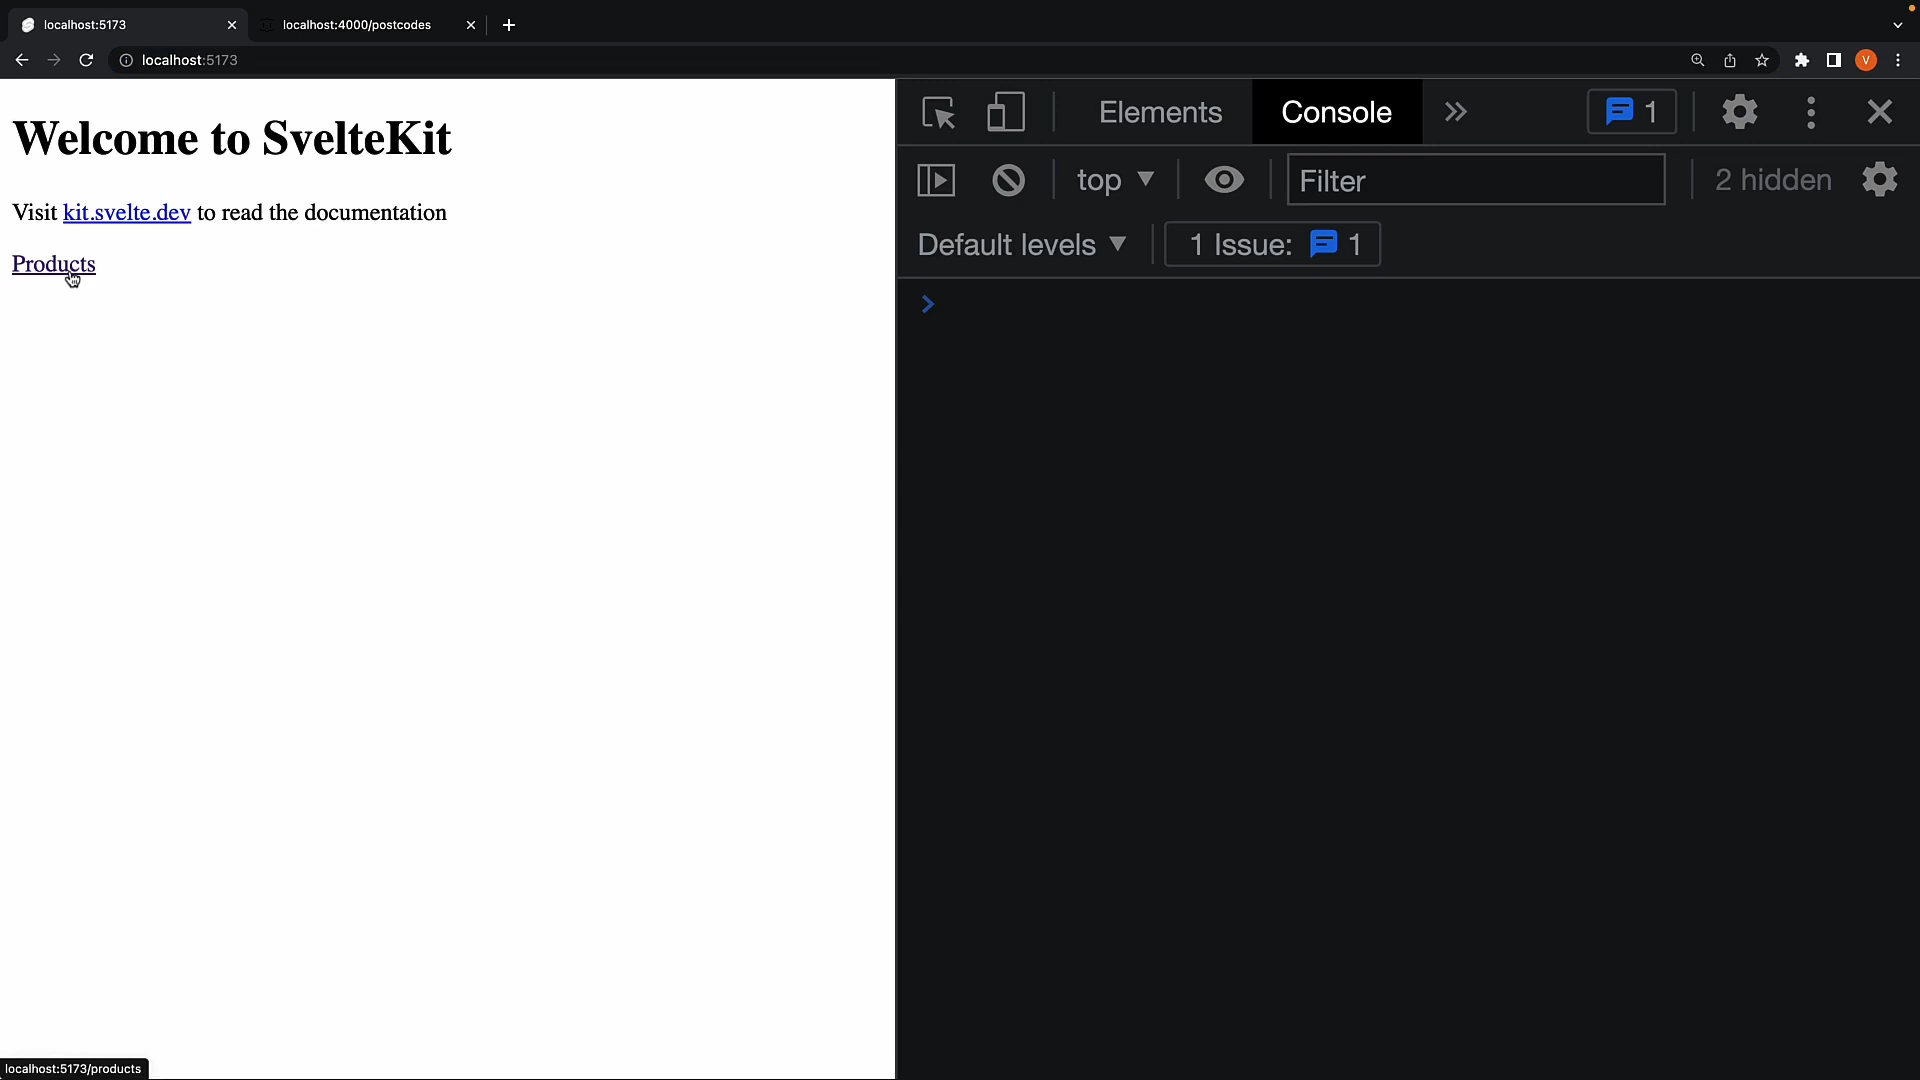 localhost:5173
localhost:4000/postcodes
localhost:5173
V
Welcome to SvelteKit
Visit kit.svelte.dev to read the documentation
Products
Elements
Console
1
top
Filter
2 hidden
Default levels
1 Issue:
1
localhost:5173/products